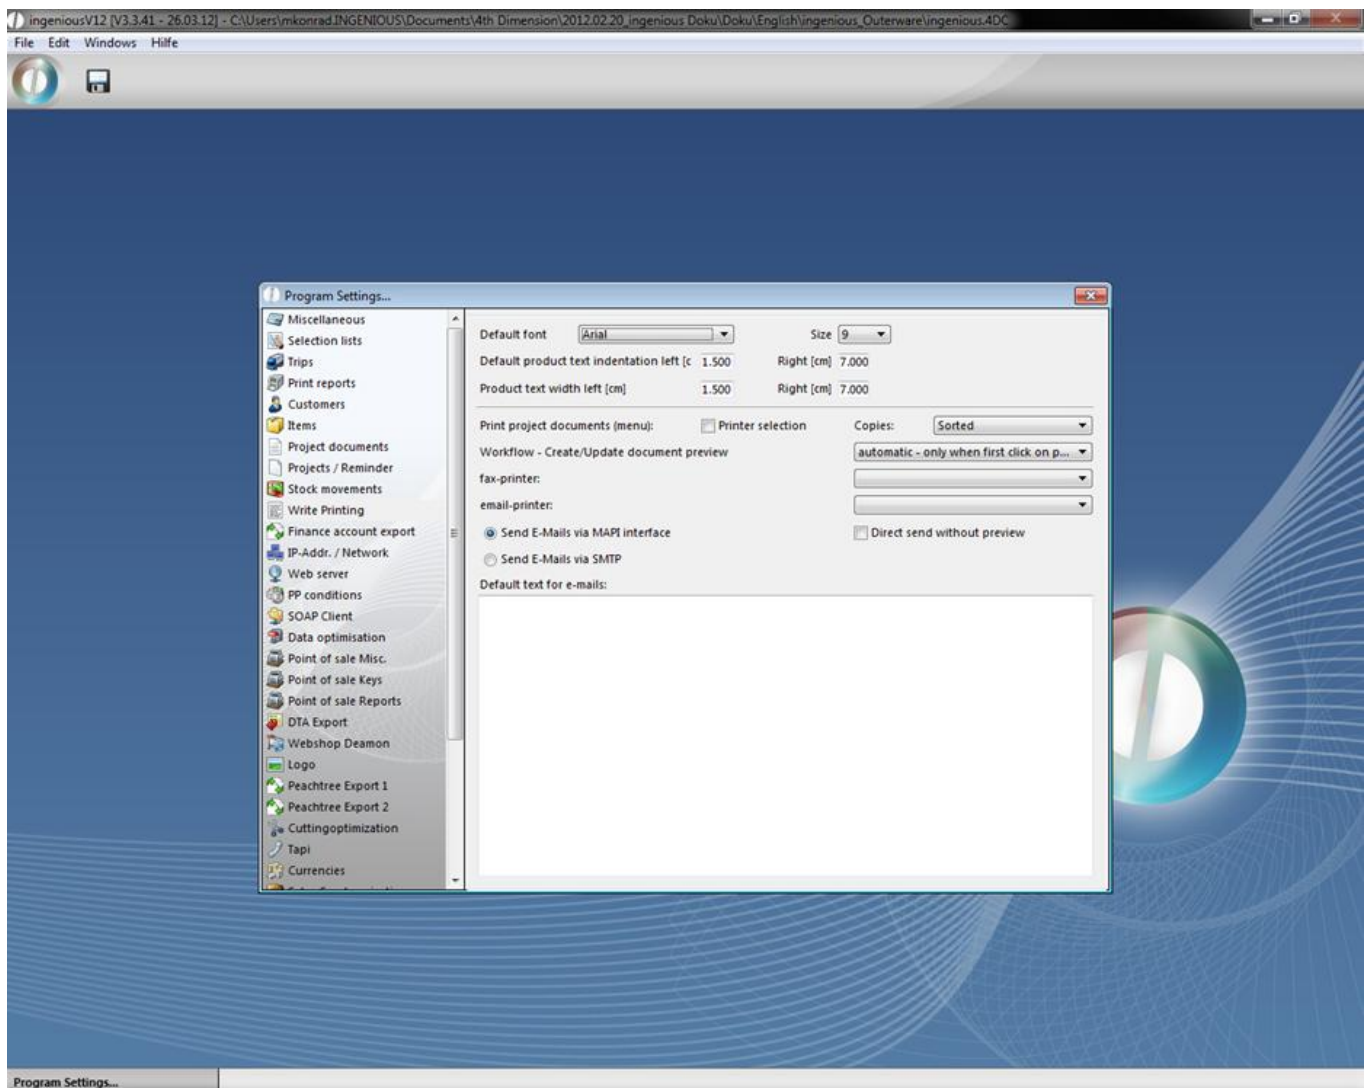 ingeniousV12 [V3.3.41 - 26.03.12] - C:\Users\mkonrad.INGENIOUS\Documents\4th Dimension\2012.02.20_ingenious Doku\Doku\English\ingenious_Outerware\ingenious.4DC
File Edit Windows Hilfe
Program Settings...
Miscellaneous
Selection lists
Trips
Print reports
Customers
Items
Project documents
Projects / Reminder
Stock movements
Write Printing
Finance account export
IP-Addr. / Network
Web server
PP conditions
SOAP Client
Data optimisation
Point of sale Misc.
Point of sale Keys
Point of sale Reports
DTA Export
Webshop Deamon
Logo
Peachtree Export 1
Peachtree Export 2
Cuttingoptimization
Tapi
Currencies
Default font Arial Size 9
Default product text indentation left [c 1.500 Right [cm] 7.000
Product text width left [cm] 1.500 Right [cm] 7.000
Print project documents (menu): Printer selection Copies: Sorted
Workflow - Create/Update document preview automatic - only when first click on p...
fax-printer:
email-printer:
Send E-Mails via MAPI interface Direct send without preview
Send E-Mails via SMTP
Default text for e-mails:
Program Settings...